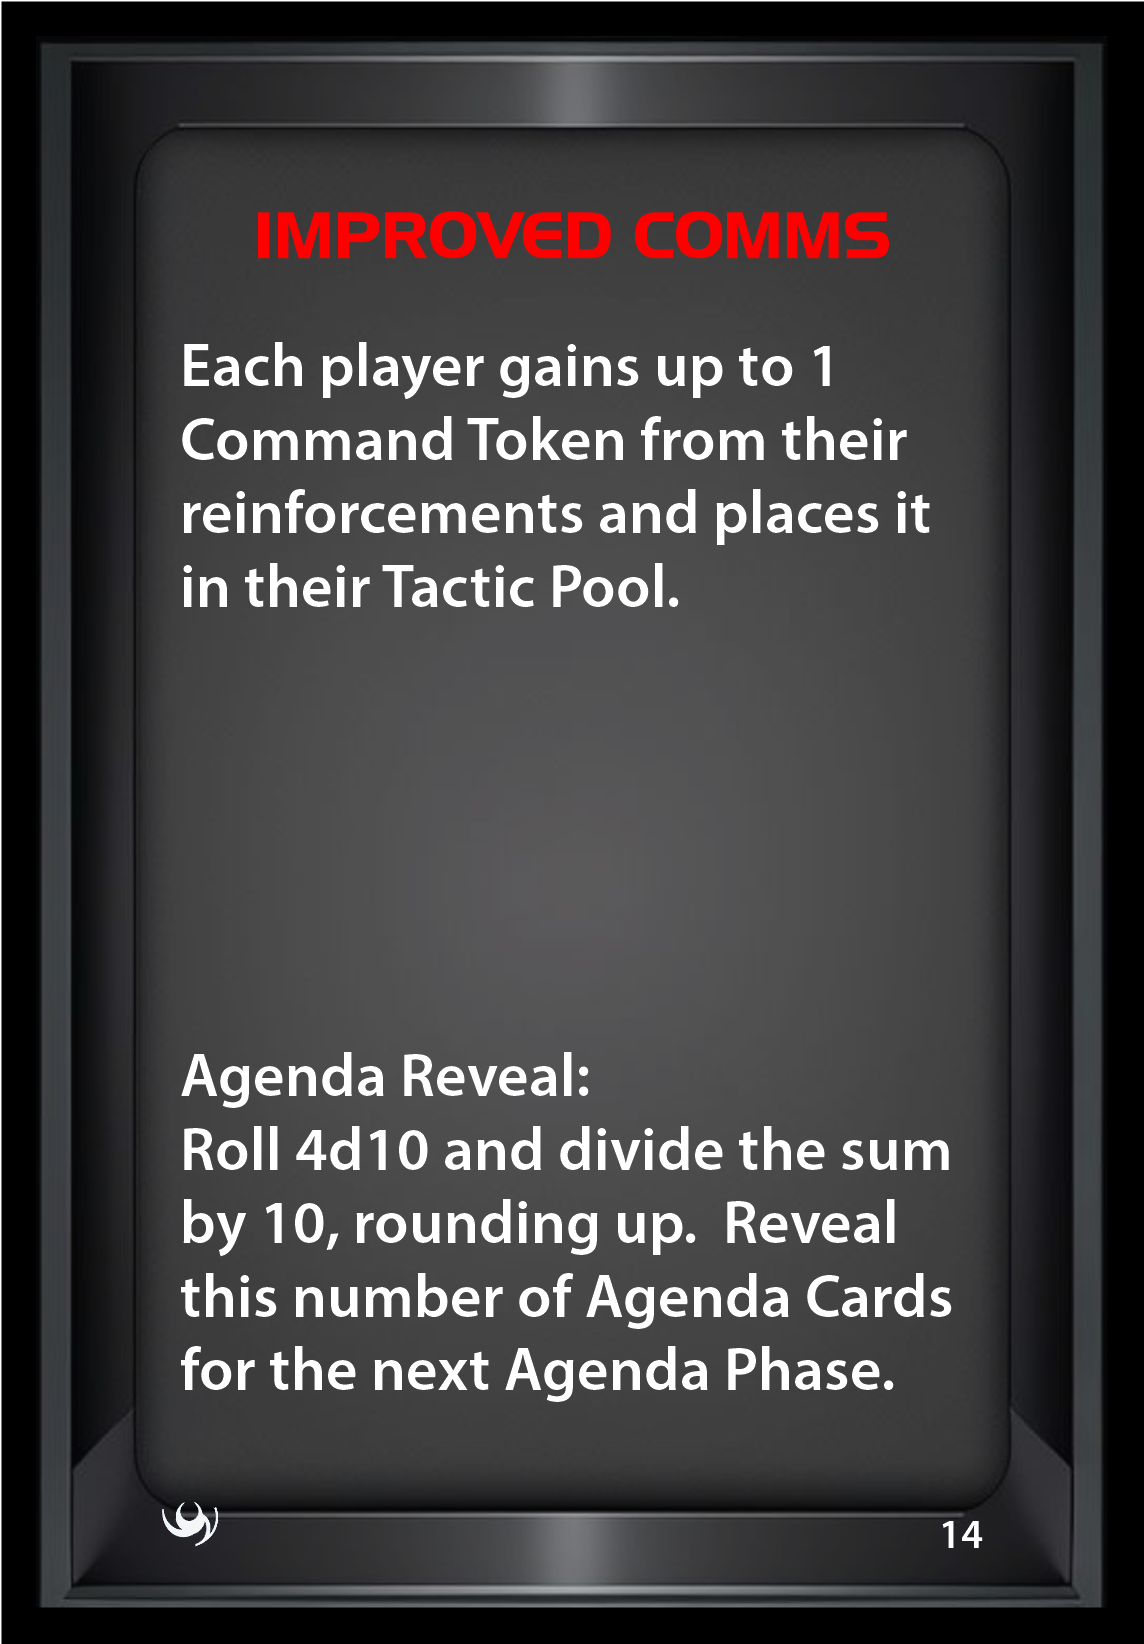 IMPROVED COMMS
Each player gains up to 1
Command Token from their
reinforcements and places it
in their Tactic Pool.
Agenda Reveal:
Roll 4d10 and divide the sum
by 10, rounding up.  Reveal
this number of Agenda Cards
for the next Agenda Phase.
14